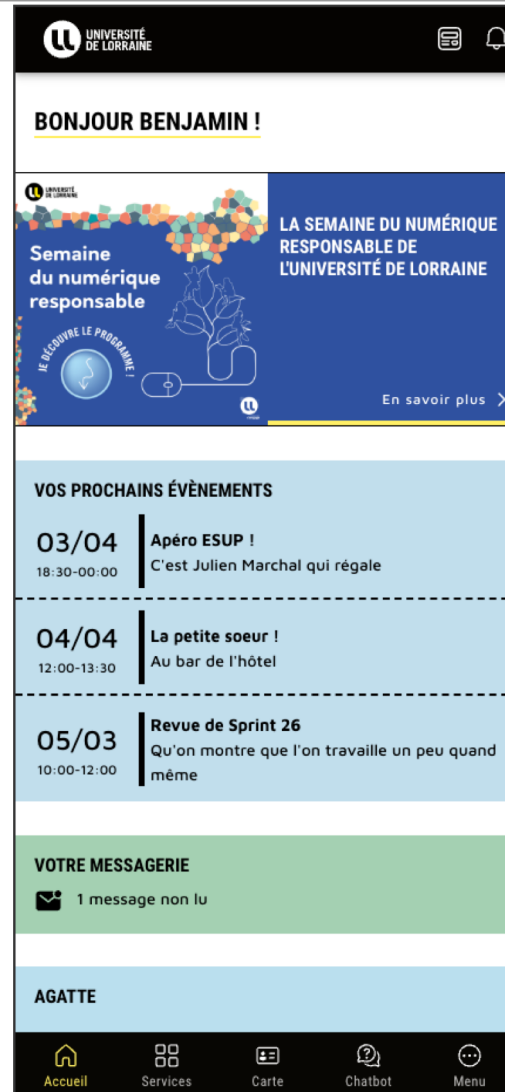 UNIVERSITÉ
DE LORRAINE
BONJOUR BENJAMIN !
UNIVERSITÉ
DE LORRAINE
Semaine
du numérique
responsable
JE DÉCOUVRE LE PROGRAMME !
LA SEMAINE DU NUMÉRIQUE
RESPONSABLE DE
L'UNIVERSITÉ DE LORRAINE
En savoir plus
VOS PROCHAINS ÉVÈNEMENTS
03/04
18:30-00:00
Apéro ESUP !
C'est Julien Marchal qui régale
04/04
12:00-13:30
La petite soeur !
Au bar de l'hôtel
05/03
10:00-12:00
Revue de Sprint 26
Qu'on montre que l'on travaille un peu quand
même
VOTRE MESSAGERIE
1 message non lu
AGATTE
Accueil
Services
Carte
Chatbot
Menu